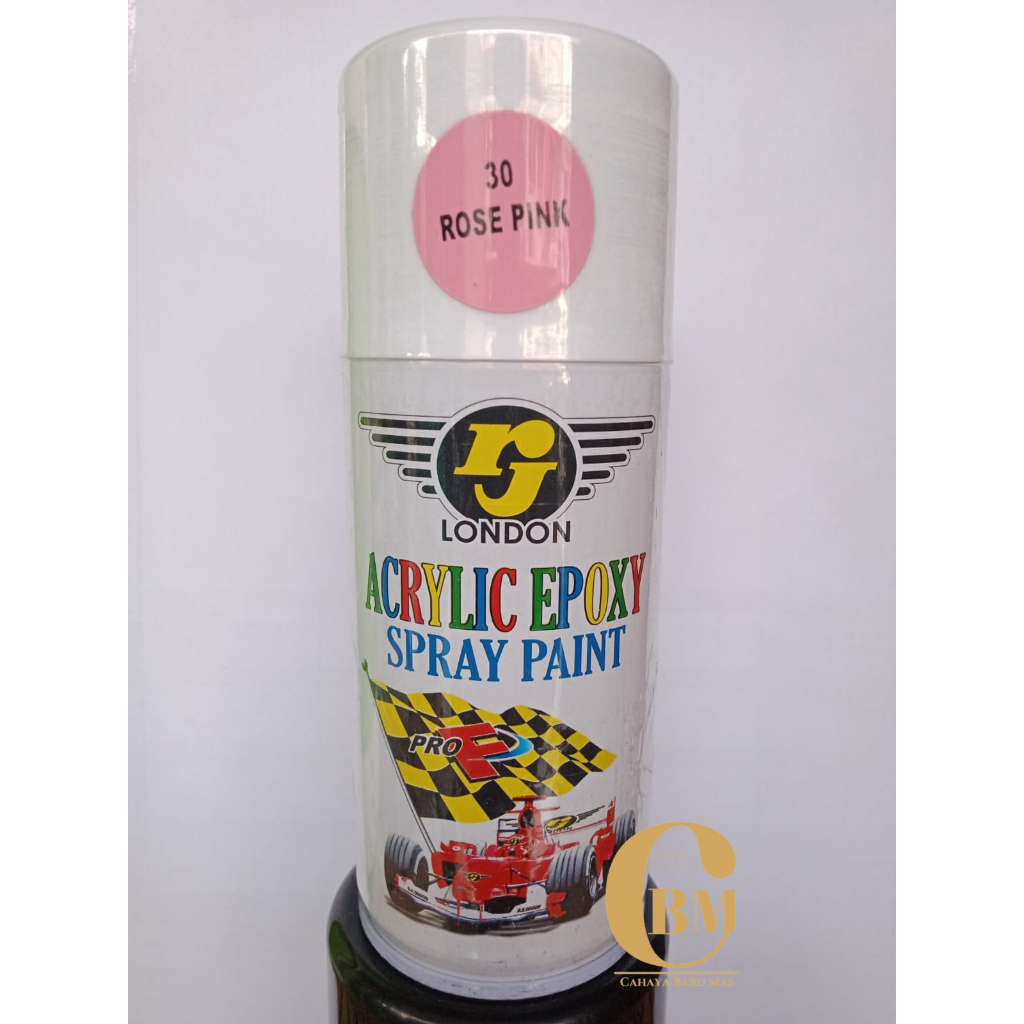 30
ROSE PINK
rj
LONDON
ACRYLIC EPOXY
SPRAY PAINT
PRO F
CBM
CAHAYA BARU MAS